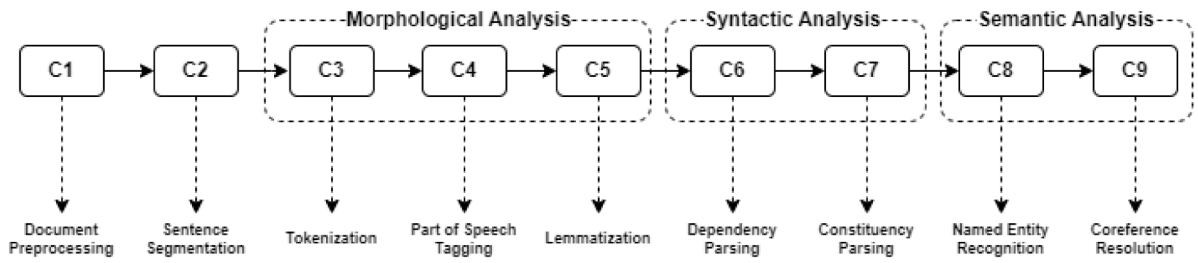 Morphological Analysis
Syntactic Analysis
Semantic Analysis
C1
C2
C3
C4
C5
C6
C7
C8
C9
Document
Preprocessing
Sentence
Segmentation
Tokenization
Part of Speech
Tagging
Lemmatization
Dependency
Parsing
Constituency
Parsing
Named Entity
Recognition
Coreference
Resolution